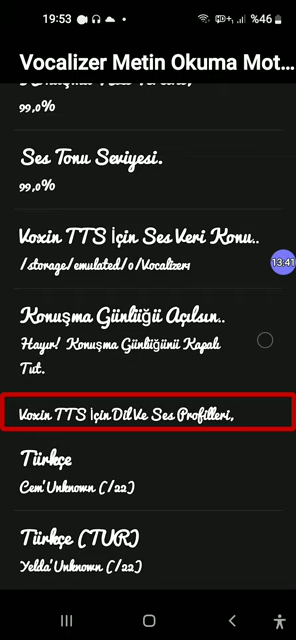 19:53
%46
Vocalizer Metin Okuma Mot...
99,0%
Ses Tonu Seviyesi.
99,0%
Voxin TTS İçin Ses Veri Konu..
/storage/emulated/0/Vocalizer1
13:41
Konuşma Günlüğü Açılsın..
Hayır! Konuşma Günlüğünü Kapalı
Tut.
Voxin TTS İçin Dil Ve Ses Profilleri,
Türkçe
Cem'Unknown (/22)
Türkçe (TUR)
Yelda'Unknown (/22)